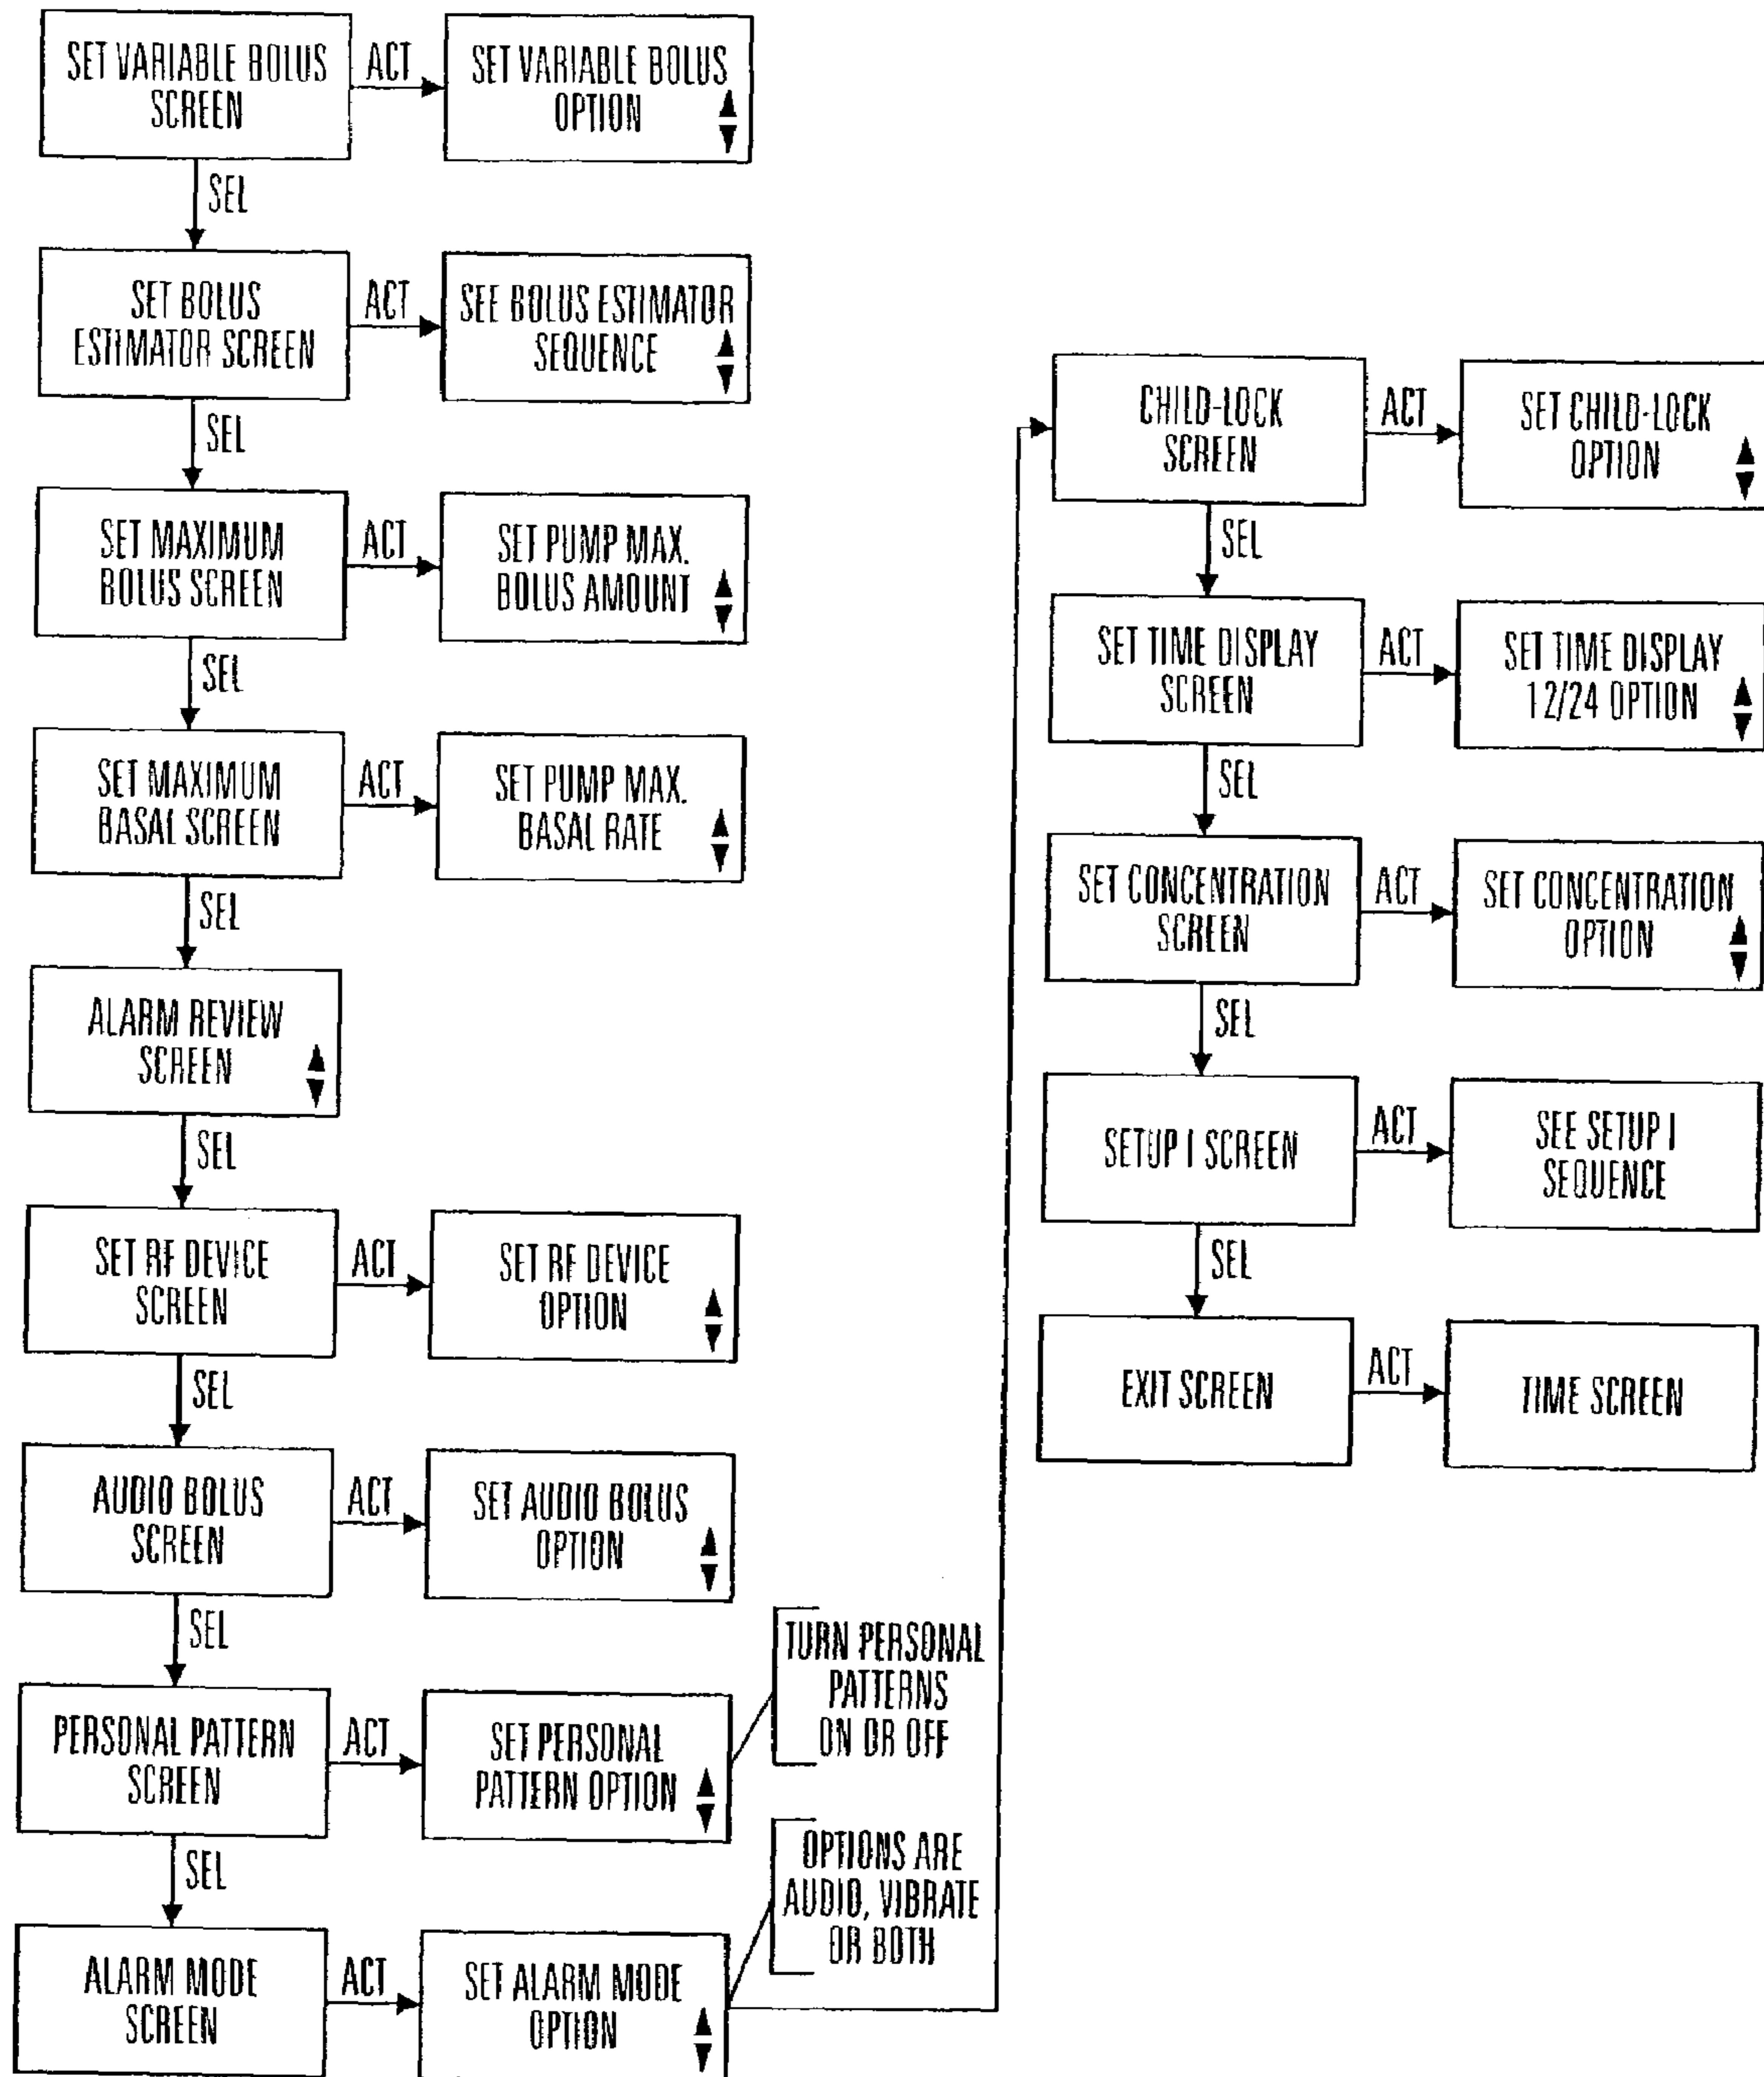 SET VARIABLE BOLUS
SCREEN
ACT
SET VARIABLE BOLUS
OPTION
SEL
SET BOLUS
ESTIMATOR SCREEN
ACT
SEE BOLUS ESTIMATOR
SEQUENCE
SEL
SET MAXIMUM
BOLUS SCREEN
ACT
SET PUMP MAX.
BOLUS AMOUNT
SEL
SET MAXIMUM
BASAL SCREEN
ACT
SET PUMP MAX.
BASAL RATE
SEL
ALARM REVIEW
SCREEN
SEL
SET RF DEVICE
SCREEN
ACT
SET RF DEVICE
OPTION
SEL
AUDIO BOLUS
SCREEN
ACT
SET AUDIO BOLUS
OPTION
SEL
PERSONAL PATTERN
SCREEN
ACT
SET PERSONAL
PATTERN OPTION
TURN PERSONAL
PATTERNS
ON OR OFF
SEL
ALARM MODE
SCREEN
ACT
SET ALARM MODE
OPTION
OPTIONS ARE
AUDIO, VIBRATE
OR BOTH
CHILD-LOCK
SCREEN
ACT
SET CHILD-LOCK
OPTION
SEL
SET TIME DISPLAY
SCREEN
ACT
SET TIME DISPLAY
12/24 OPTION
SEL
SET CONCENTRATION
SCREEN
ACT
SET CONCENTRATION
OPTION
SEL
SETUP I SCREEN
ACT
SEE SETUP I
SEQUENCE
SEL
EXIT SCREEN
ACT
TIME SCREEN